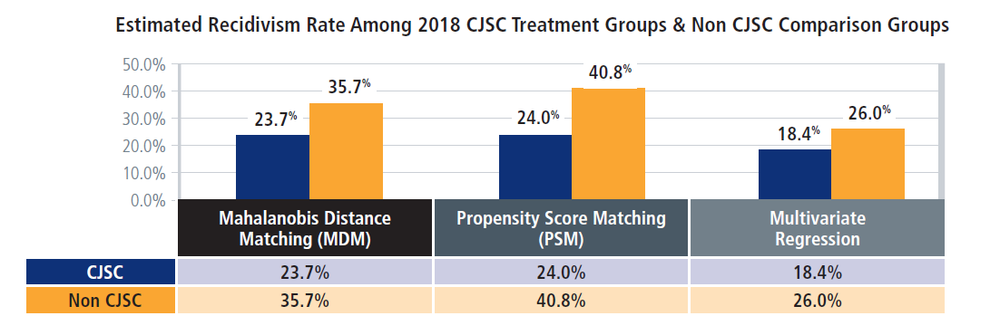 Estimated Recidivism Rate Among 2018 CJSC Treatment Groups & Non CJSC Comparison Groups
50.0%
40.0%
30.0%
20.0%
10.0%
0.0%
23.7%
35.7%
24.0%
40.8%
18.4%
26.0%
Mahalanobis Distance
Matching (MDM)
Propensity Score Matching
(PSM)
Multivariate
Regression
CJSC 23.7% 24.0% 18.4%
Non CJSC 35.7% 40.8% 26.0%